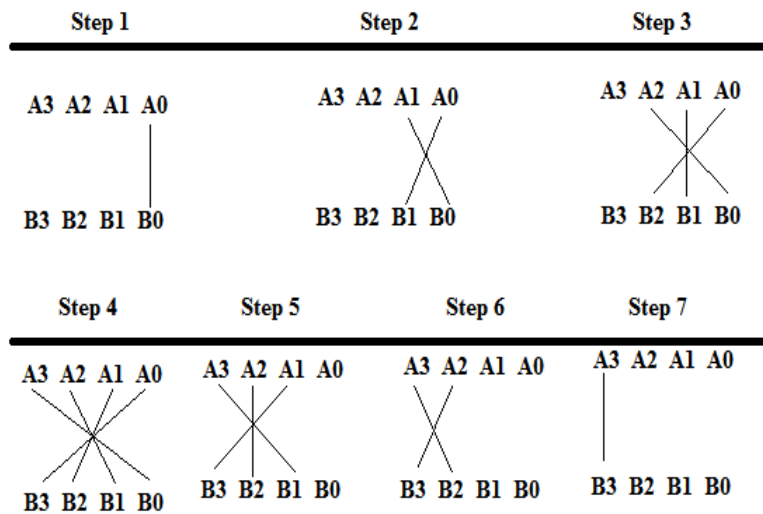 Step 1 Step 2 Step 3
A3 A2 A1 A0 A3 A2 A1 A0 A3 A2 A1 A0
B3 B2 B1 B0 B3 B2 B1 B0 B3 B2 B1 B0
Step 4 Step 5 Step 6 Step 7
A3 A2 A1 A0 A3 A2 A1 A0 A3 A2 A1 A0 A3 A2 A1 A0
B3 B2 B1 B0 B3 B2 B1 B0 B3 B2 B1 B0 B3 B2 B1 B0